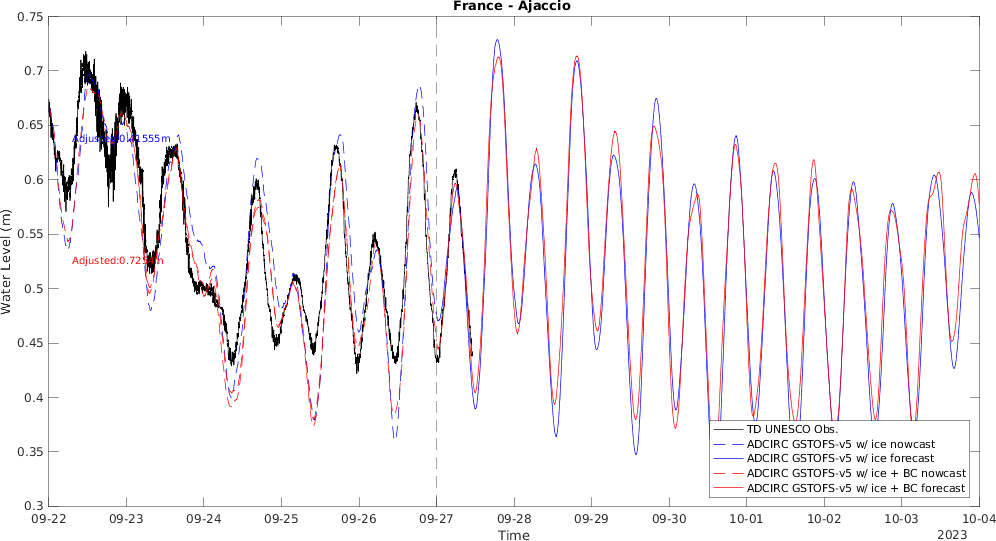 France - Ajaccio
Water Level (m)
0.75
0.7
0.65
0.6
0.55
0.5
0.45
0.4
0.35
0.3
TD UNESCO Obs.
ADCIRC GSTOFS-v5 w/ ice nowcast
ADCIRC GSTOFS-v5 w/ ice forecast
ADCIRC GSTOFS-v5 w/ ice + BC nowcast
ADCIRC GSTOFS-v5 w/ ice + BC forecast
09-22 09-23 09-24 09-25 09-26 09-27 09-28 09-29 09-30 10-01 10-02 10-03 10-04
Time
2023